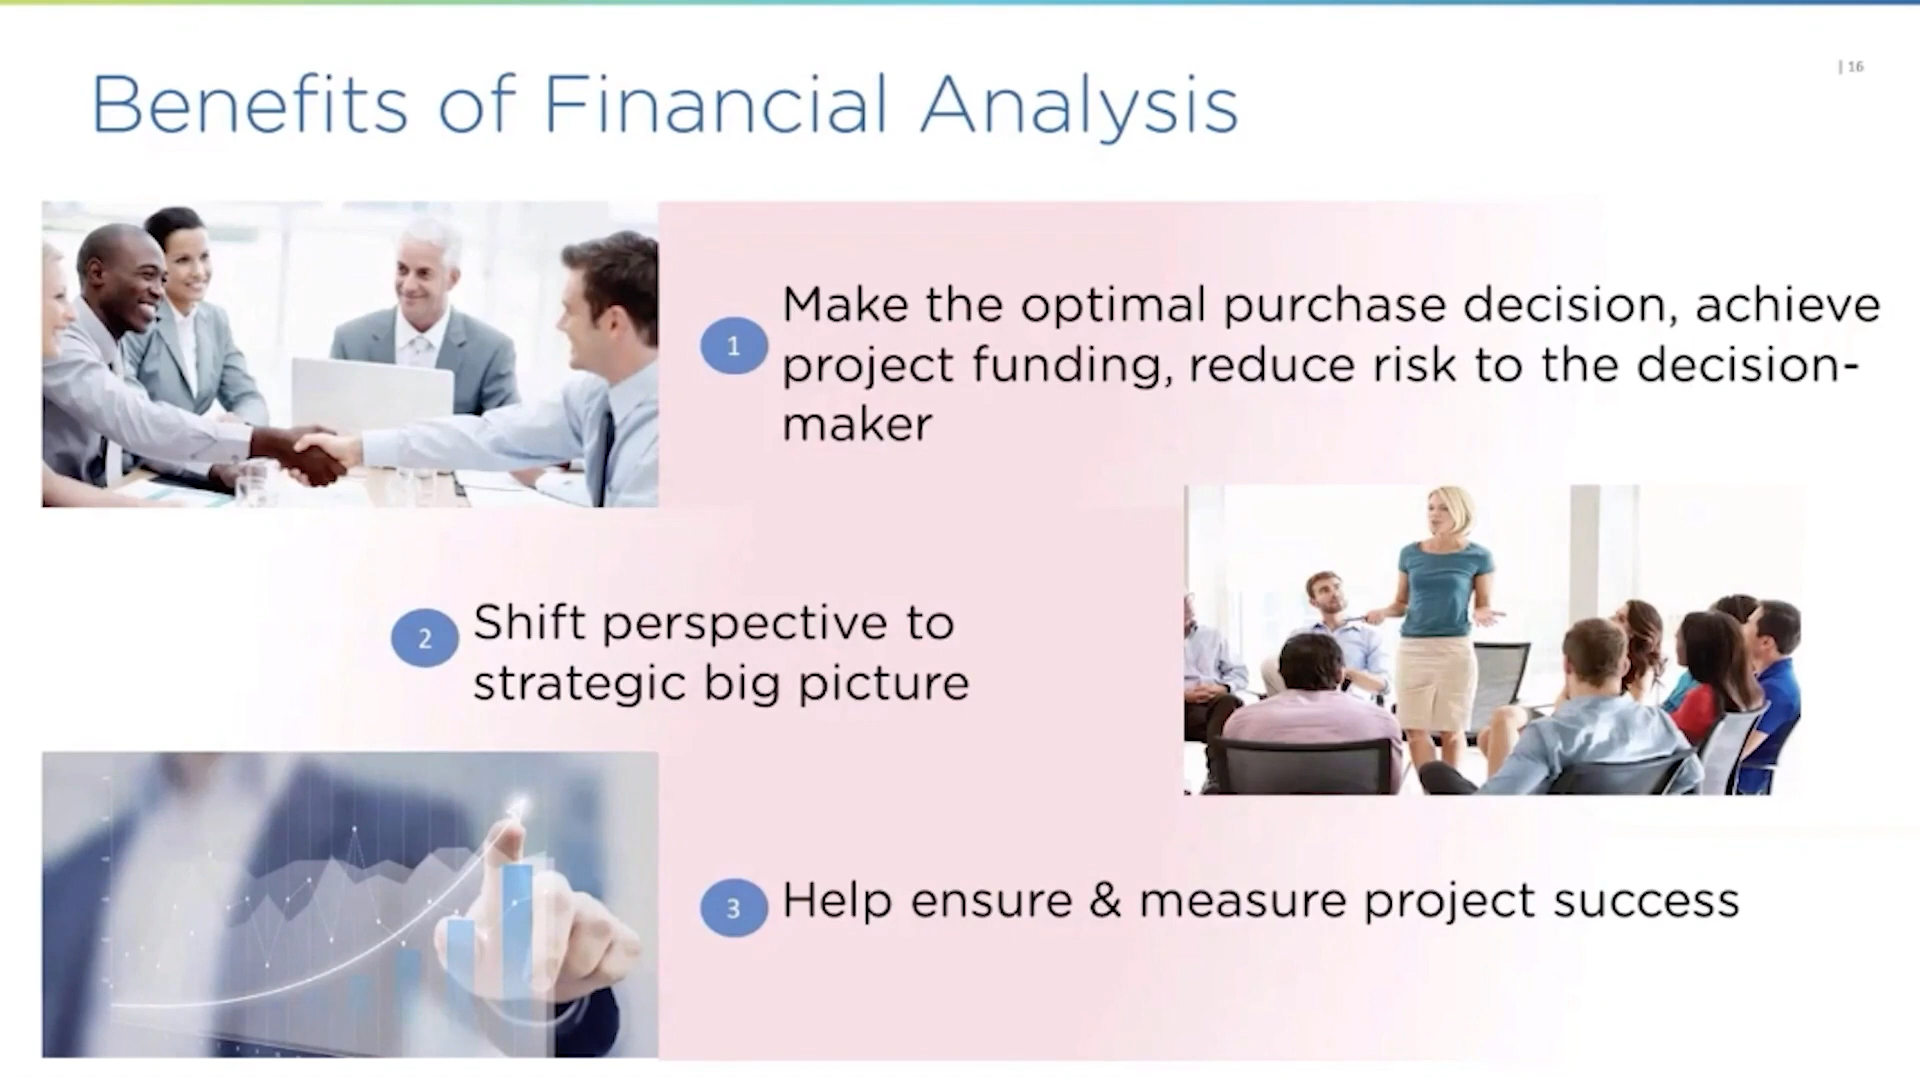 | 16
Benefits of Financial Analysis
1
Make the optimal purchase decision, achieve
project funding, reduce risk to the decision-
maker
2
Shift perspective to
strategic big picture
3
Help ensure & measure project success